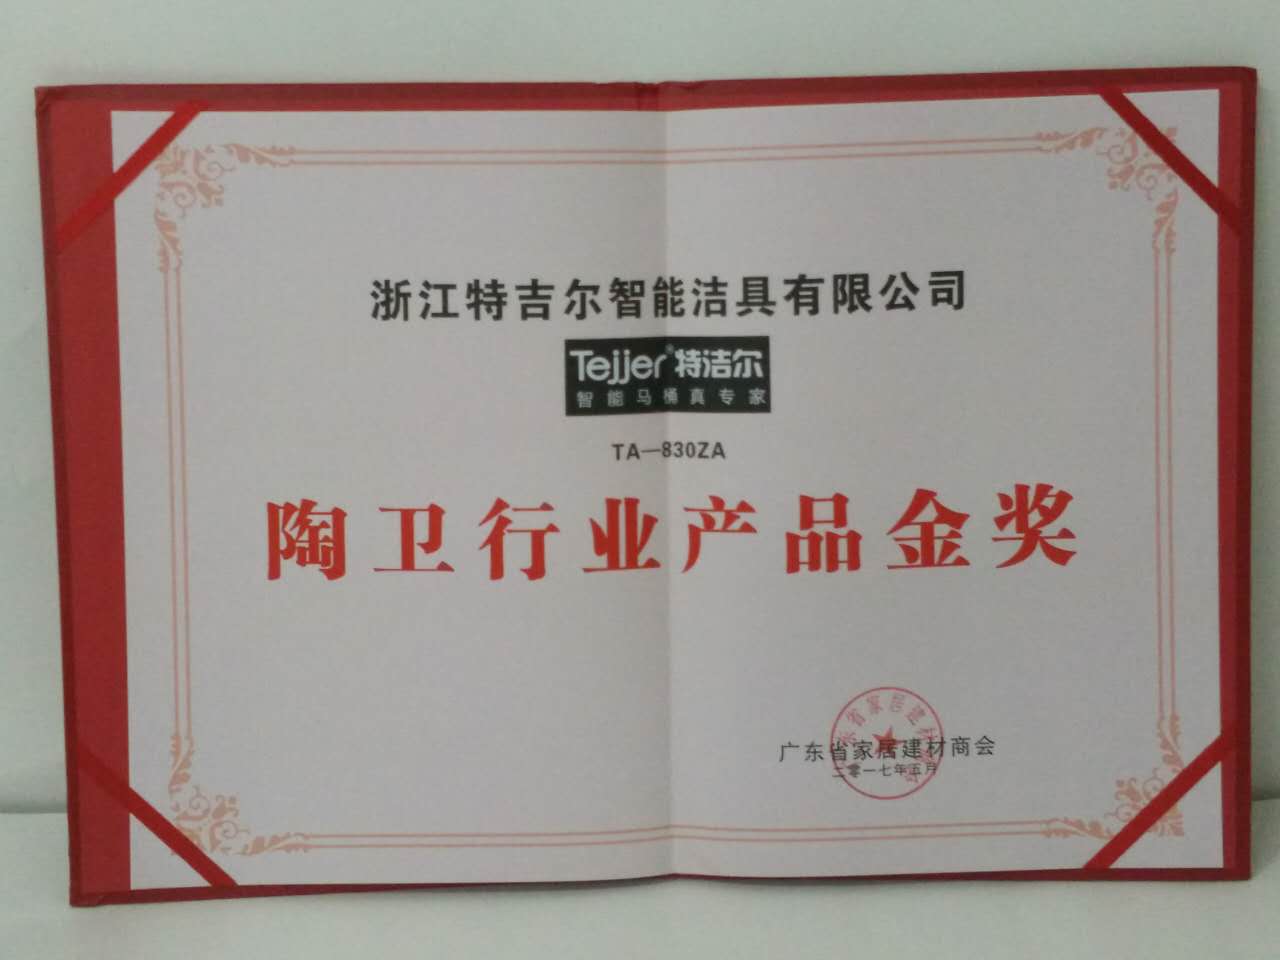 浙江特吉尔智能洁具有限公司
Tejjer®特洁尔
智能马桶真专家
TA—830ZA
陶卫行业产品金奖
广东省家居建材商会
二零一七年五月